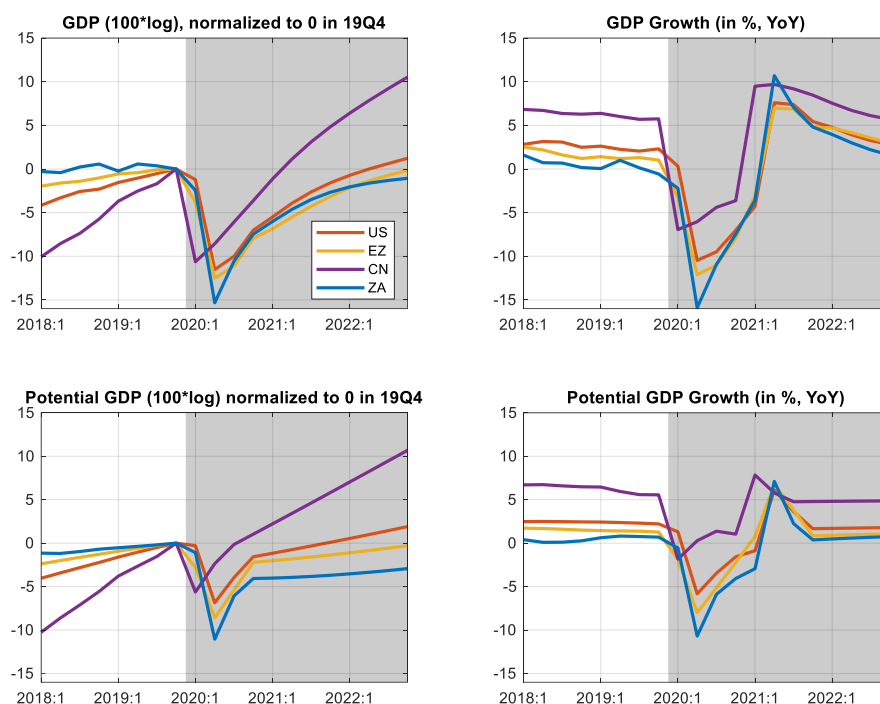 GDP (100*log), normalized to 0 in 19Q4
15
10
5
0
-5
-10
-15
2018:1 2019:1 2020:1 2021:1 2022:1
US
EZ
CN
ZA
GDP Growth (in %, YoY)
15
10
5
0
-5
-10
-15
2018:1 2019:1 2020:1 2021:1 2022:1
Potential GDP (100*log) normalized to 0 in 19Q4
15
10
5
0
-5
-10
-15
2018:1 2019:1 2020:1 2021:1 2022:1
Potential GDP Growth (in %, YoY)
15
10
5
0
-5
-10
-15
2018:1 2019:1 2020:1 2021:1 2022:1